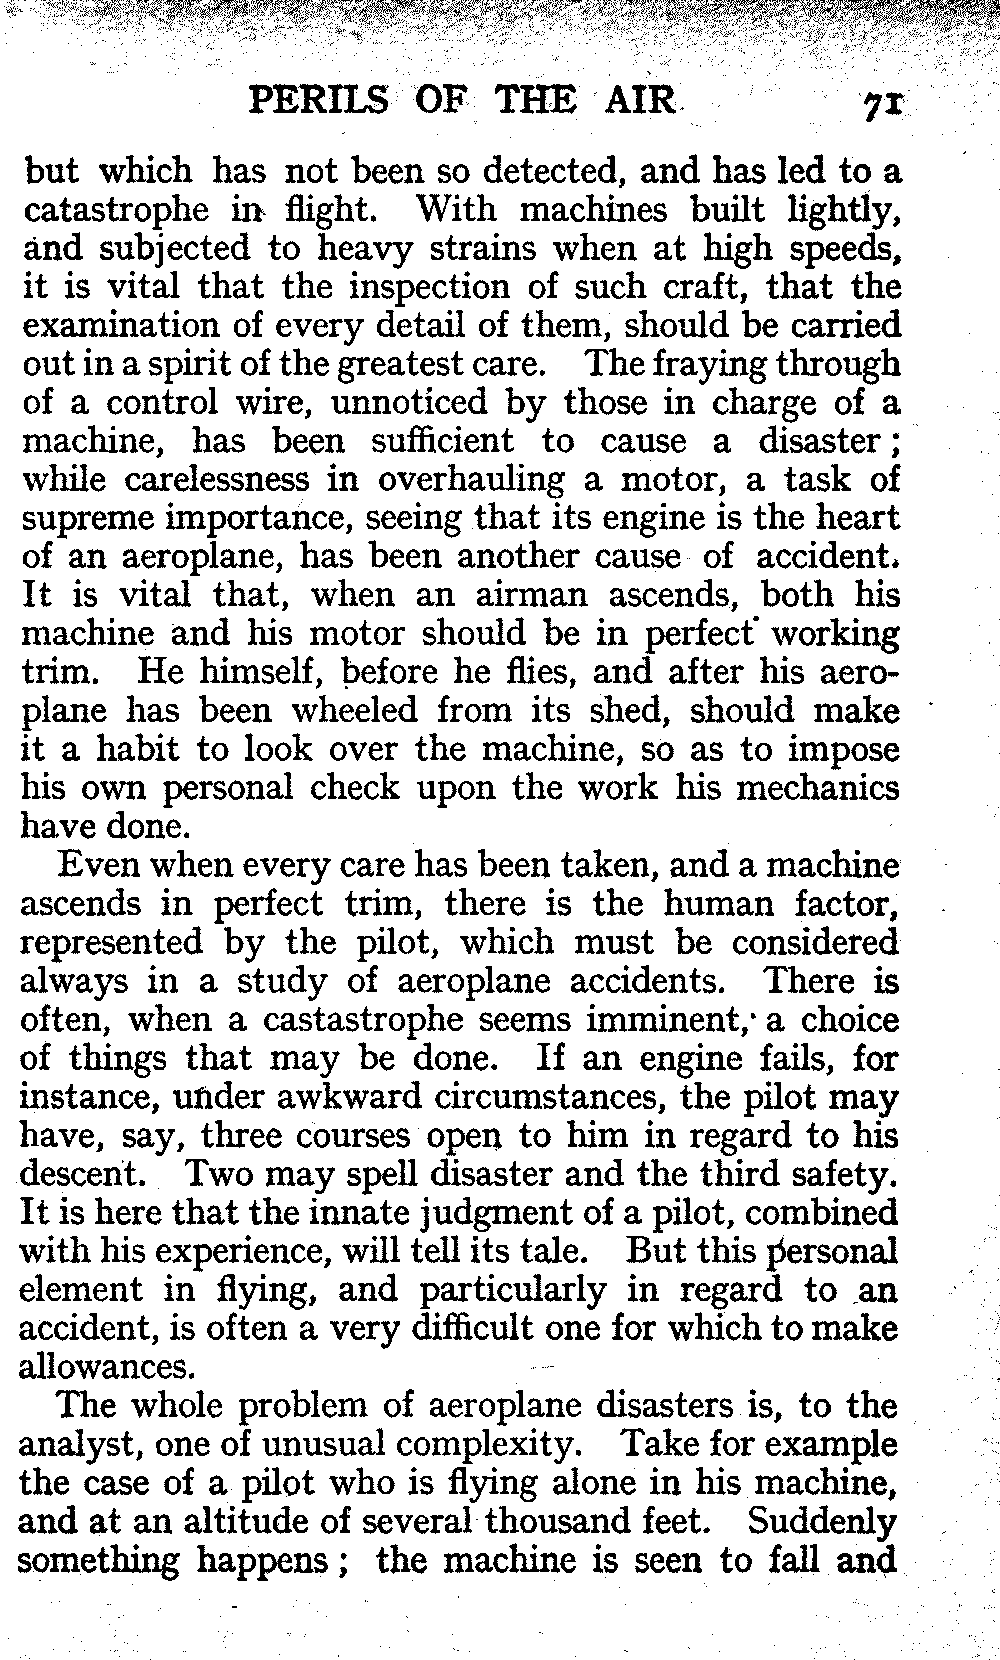 PERILS OF THE AIR 71
but which has not been so detected, and has led to a
catastrophe in flight. With machines built lightly,
and subjected to heavy strains when at high speeds,
it is vital that the inspection of such craft, that the
examination of every detail of them, should be carried
out in a spirit of the greatest care. The fraying through
of a control wire, unnoticed by those in charge of a
machine, has been sufficient to cause a disaster;
while carelessness in overhauling a motor, a task of
supreme importance, seeing that its engine is the heart
of an aeroplane, has been another cause of accident.
It is vital that, when an airman ascends, both his
machine and his motor should be in perfect working
trim. He himself, before he flies, and after his aero-
plane has been wheeled from its shed, should make
it a habit to look over the machine, so as to impose
his own personal check upon the work his mechanics
have done.
Even when every care has been taken, and a machine
ascends in perfect trim, there is the human factor,
represented by the pilot, which must be considered
always in a study of aeroplane accidents. There is
often, when a castastrophe seems imminent, a choice
of things that may be done. If an engine fails, for
instance, under awkward circumstances, the pilot may
have, say, three courses open to him in regard to his
descent. Two may spell disaster and the third safety.
It is here that the innate judgment of a pilot, combined
with his experience, will tell its tale. But this personal
element in flying, and particularly in regard to an
accident, is often a very difficult one for which to make
allowances.
The whole problem of aeroplane disasters is, to the
analyst, one of unusual complexity. Take for example
the case of a pilot who is flying alone in his machine,
and at an altitude of several thousand feet. Suddenly
something happens; the machine is seen to fall and